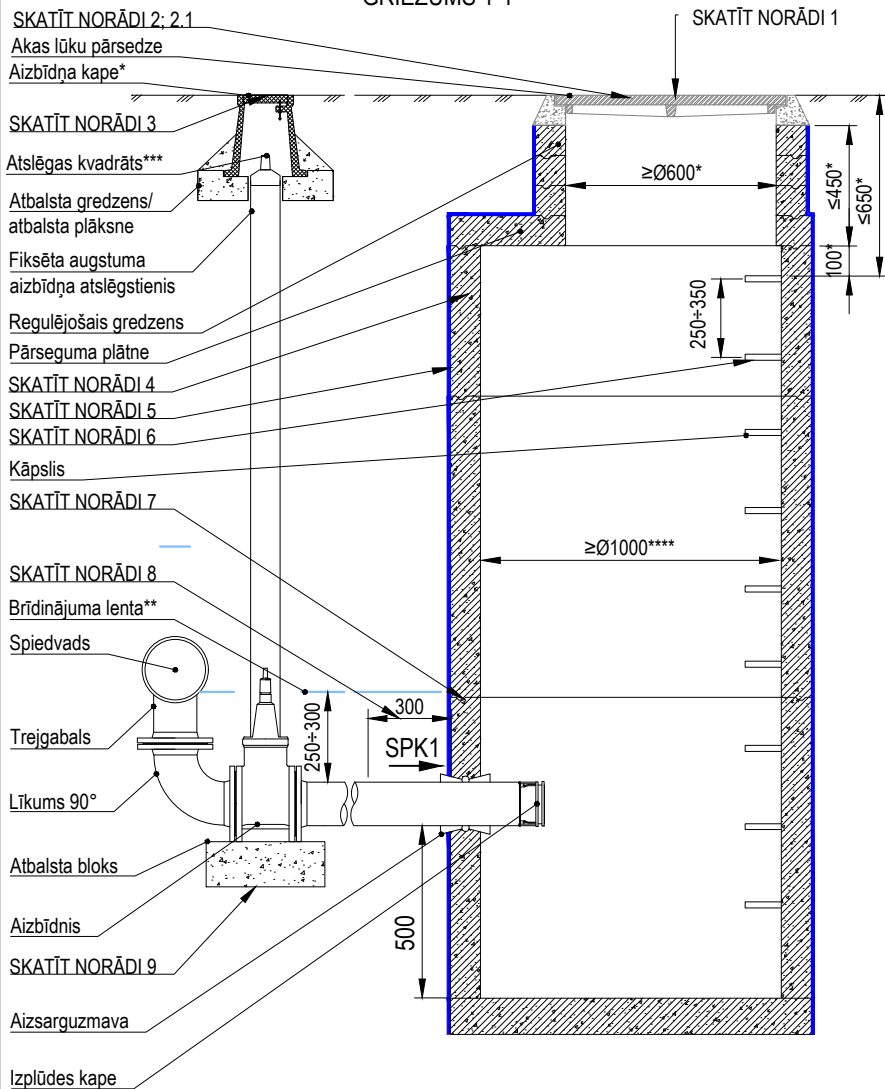 GRIEZUMS 1-1
SKATĪT NORĀDI 2; 2.1
SKATĪT NORĀDI 1
Akas lūku pārsedze
Aizbīdņa kape*
SKATĪT NORĀDI 3
Atslēgas kvadrāts***
Atbalsta gredzens/
atbalsta plāksne
Fiksēta augstuma
aizbīdņa atslēgstienis
Regulējošais gredzens
Pārseguma plātne
SKATĪT NORĀDI 4
SKATĪT NORĀDI 5
SKATĪT NORĀDI 6
Kāpslis
SKATĪT NORĀDI 7
SKATĪT NORĀDI 8
Brīdinājuma lenta**
Spiedvads
Trejgabals
Līkums 90°
Atbalsta bloks
Aizbīdnis
SKATĪT NORĀDI 9
Aizsarguzmava
Izplūdes kape
≥Ø600*
≤450*
≤650*
100*
250÷350
≥Ø1000****
300
250÷300
SPK1
500